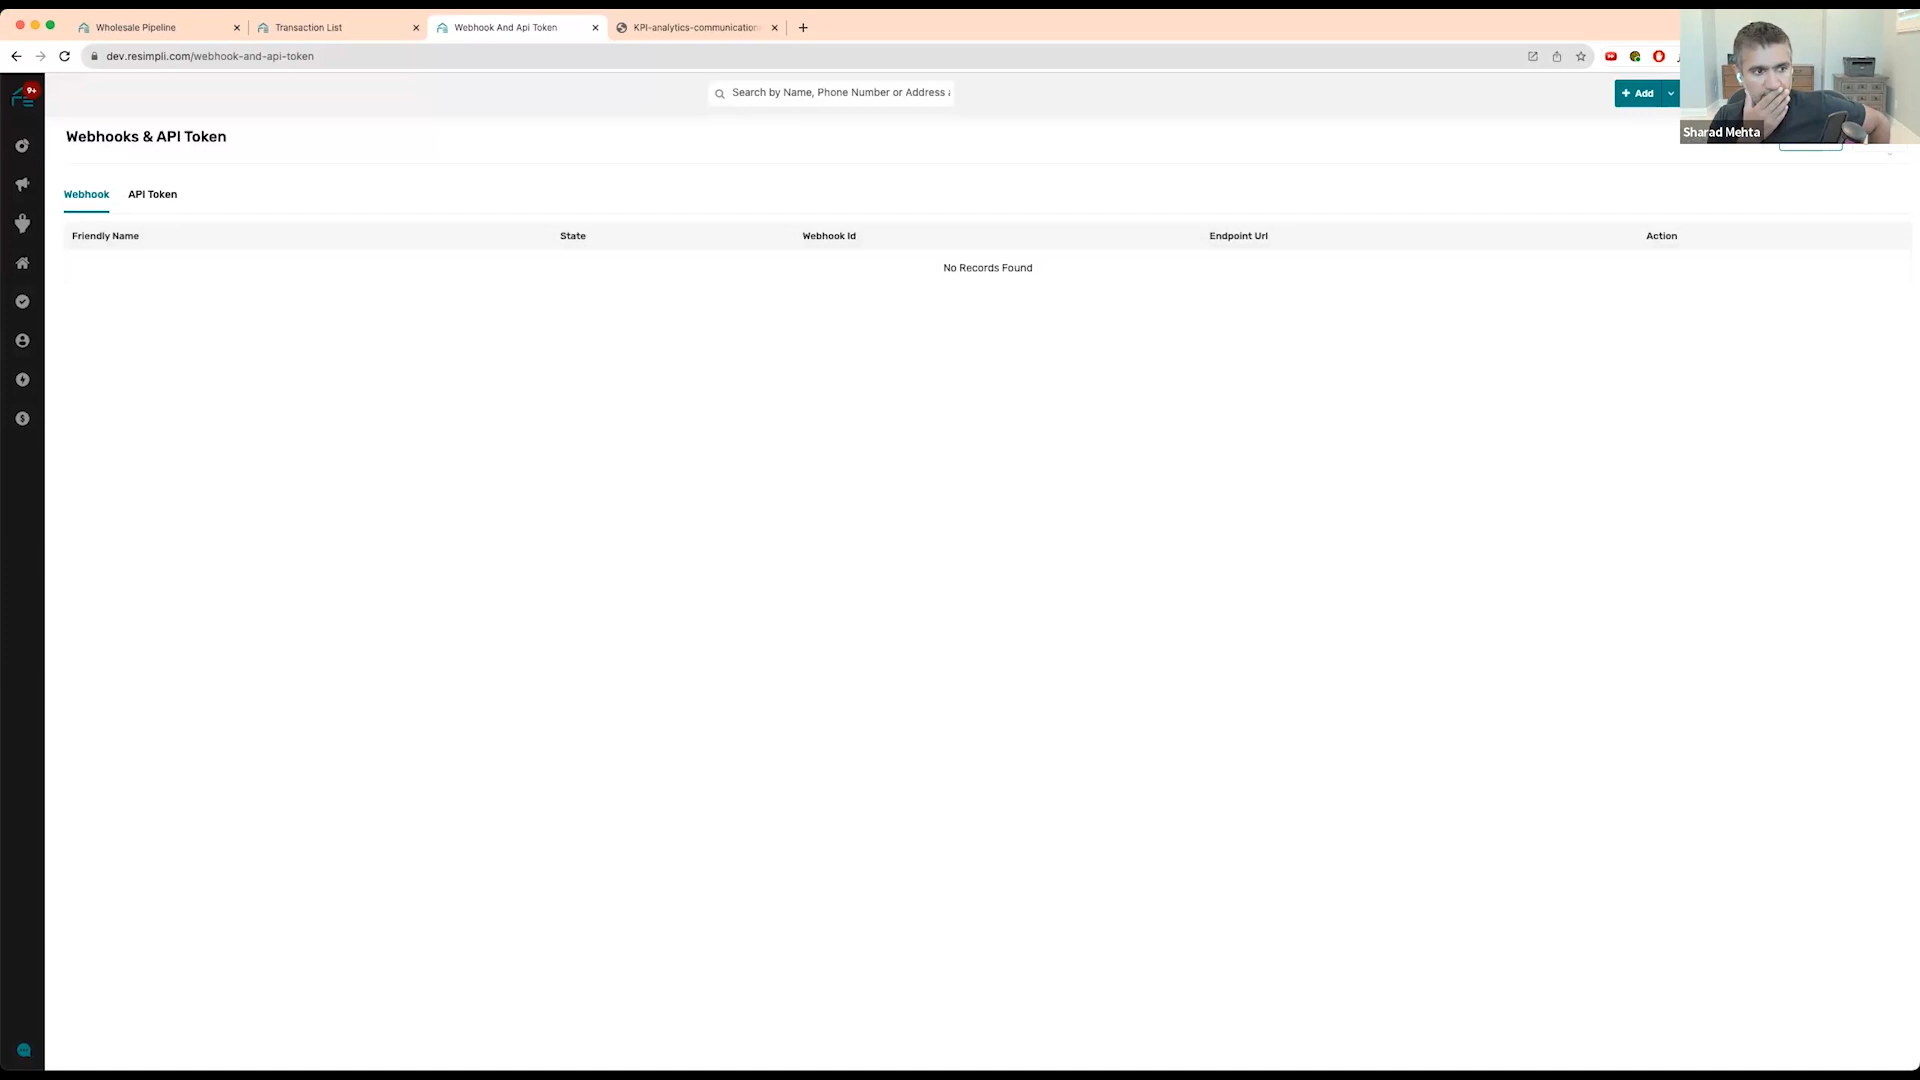 Wholesale Pipeline
Transaction List
Webhook And Api Token
KPI-analytics-communication
dev.resimpli.com/webhook-and-api-token
9+
Search by Name, Phone Number or Address
+ Add
Sharad Mehta
Webhooks & API Token
Webhook
API Token
Friendly Name
State
Webhook Id
Endpoint Url
Action
No Records Found